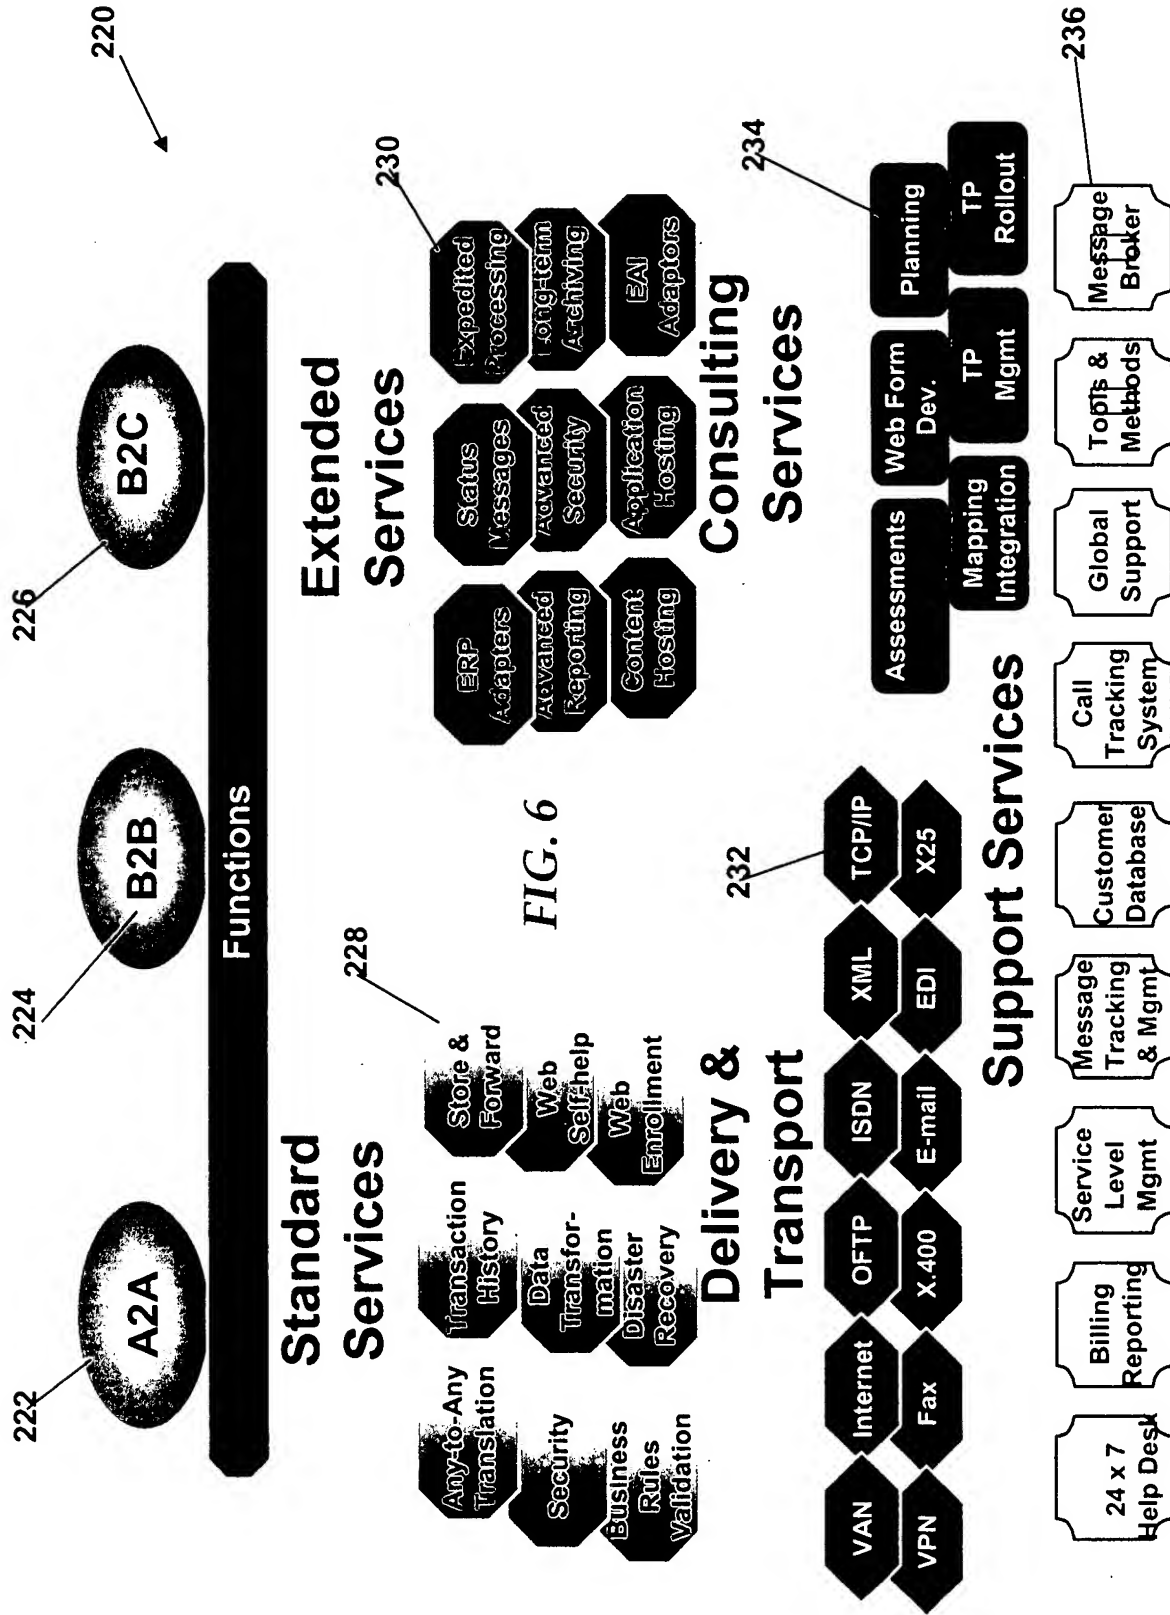 220
222
224
226
A2A
B2B
B2C
Functions
Standard
Services
Extended
Services
228
230
Any-to-Any
Translation
Transaction
History
Store &
Forward
Security
Data
Transfor-
mation
Web
Self-help
Business
Rules
Validation
Disaster
Recovery
Web
Enrollment
ERP
Adapters
Status
Messages
Expedited
Processing
Advanced
Reporting
Advanced
Security
Long-term
Archiving
Content
Hosting
Application
Hosting
EAI
Adaptors
FIG. 6
Delivery &
Transport
Consulting
Services
232
234
VAN
Internet
OFTP
ISDN
XML
TCP/IP
VPN
Fax
X.400
E-mail
EDI
X25
Assessments
Web Form
Dev.
Planning
Mapping
Integration
TP
Mgmt
TP
Rollout
Support Services
236
24 x 7
Help Desk
Billing
Reporting
Service
Level
Mgmt
Message
Tracking
& Mgmt
Customer
Database
Call
Tracking
System
Global
Support
Tools &
Methods
Message
Broker